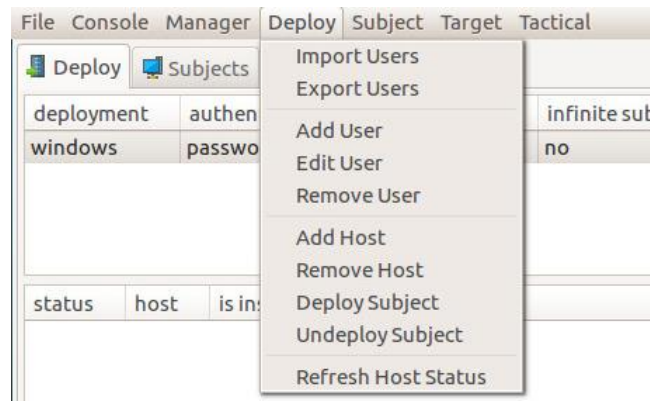 File Console Manager Deploy Subject Target Tactical
Deploy Subjects
Import Users
Export Users
Add User
Edit User
Remove User
Add Host
Remove Host
Deploy Subject
Undeploy Subject
Refresh Host Status
deployment authen infinite sub
windows passwo no
status host is in